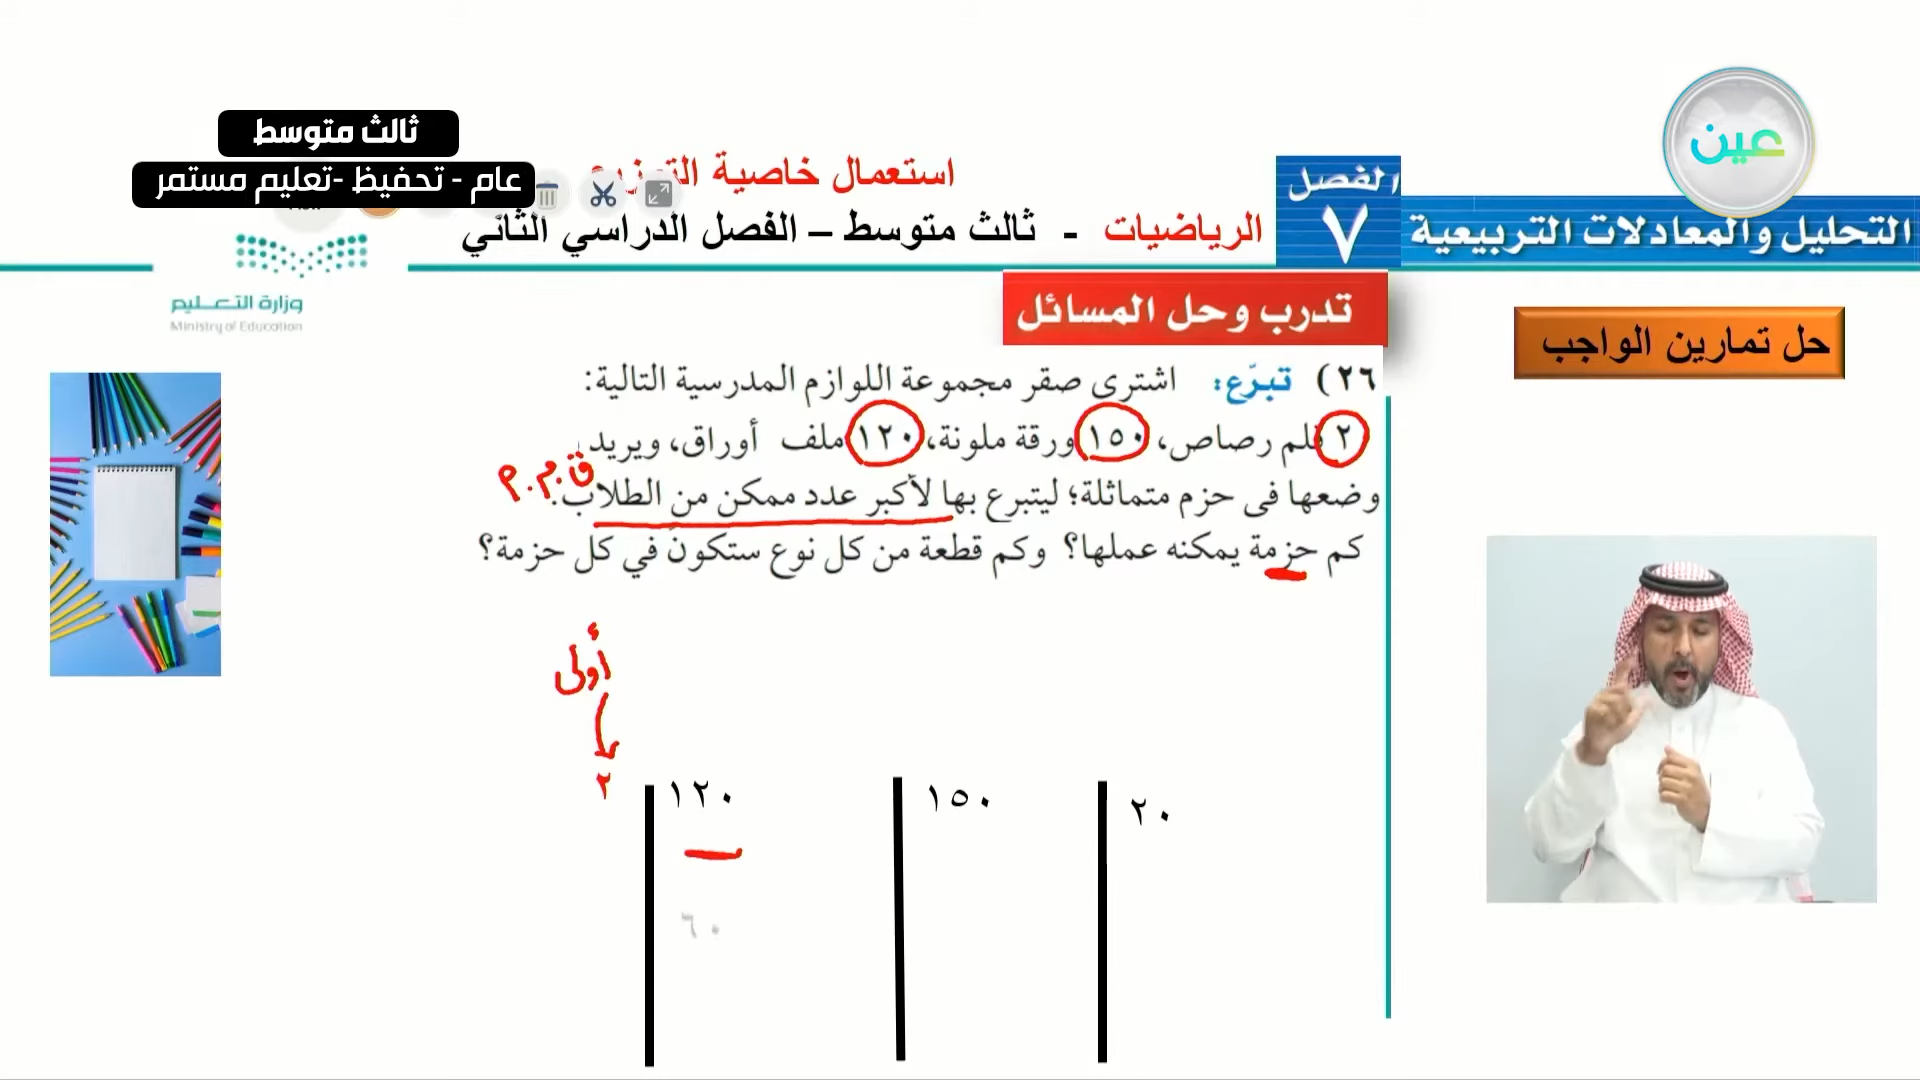 عين
ثالث متوسط
عام - تحفيظ -تعليم مستمر
استعمال خاصية
التحليل والمعادلات التربيعية
الفصل ٧
الرياضيات - ثالث متوسط – الفصل الدراسي الثاني
وزارة التعـــليم
Ministry of Education
تدرب وحل المسائل
حل تمارين الواجب
٢٦) تبرّع: اشترى صقر مجموعة اللوازم المدرسية التالية:
٢ قلم رصاص، ١٥٠ ورقة ملونة، ١٢٠ ملف أوراق، ويريد
وضعها في حزم متماثلة؛ ليتبرع بها لأكبر عدد ممكن من الطلاب.
ق.م.م
كم حزمة يمكنه عملها؟ وكم قطعة من كل نوع ستكون في كل حزمة؟
أولى
٢
١٢٠
١٥٠
٢٠
٦٠